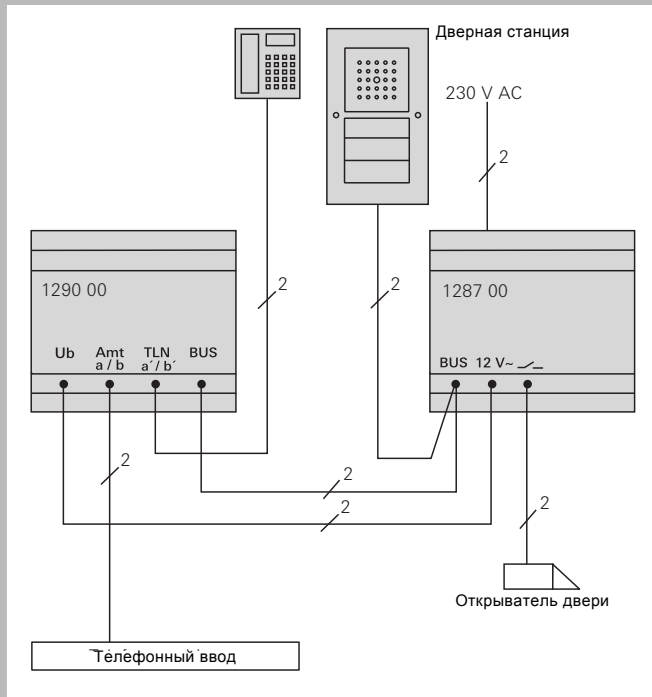 Дверная станция
230 V AC
2
1290 00
2
2
1287 00
Ub Amt TLN BUS
a / b a´/ b´
BUS 12 V~
2
2
2
2
Открыватель двери
Телефонный ввод